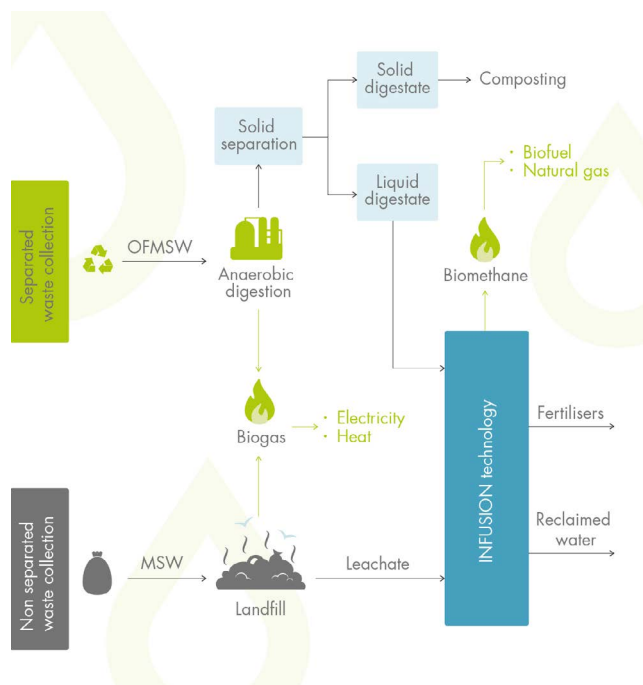 Solid
digestate
Composting
Solid
separation
• Biofuel
• Natural gas
Liquid
digestate
Separated
waste collection
OFMSW
Anaerobic
digestion
Biomethane
INFUSION technology
Biogas
• Electricity
• Heat
Fertilisers
Non separated
waste collection
MSW
Landfill
Leachate
Reclaimed
water